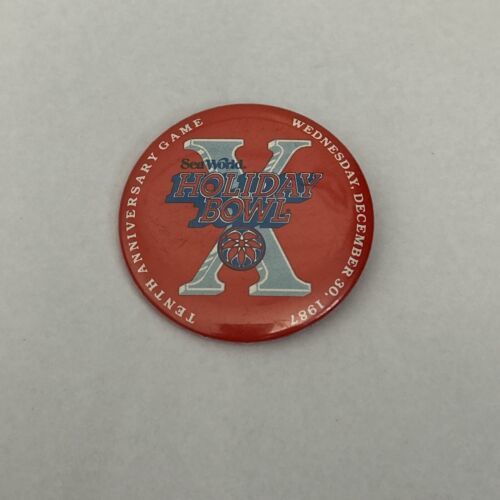 TENTH ANNIVERSARY GAME
WEDNESDAY, DECEMBER 30, 1987
X
Sea World
HOLIDAY
BOWL